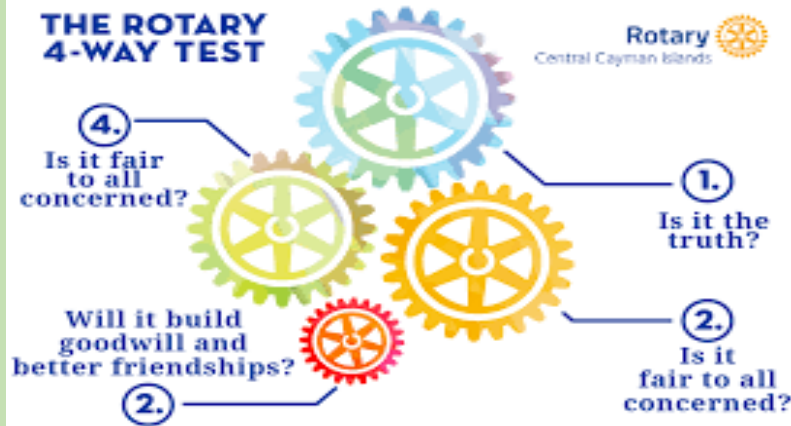 THE ROTARY
4-WAY TEST
Rotary
Central Cayman Islands
1.
Is it the
truth?
2.
Is it
fair to all
concerned?
Will it build
goodwill and
better friendships?
2.
4.
Is it fair
to all
concerned?